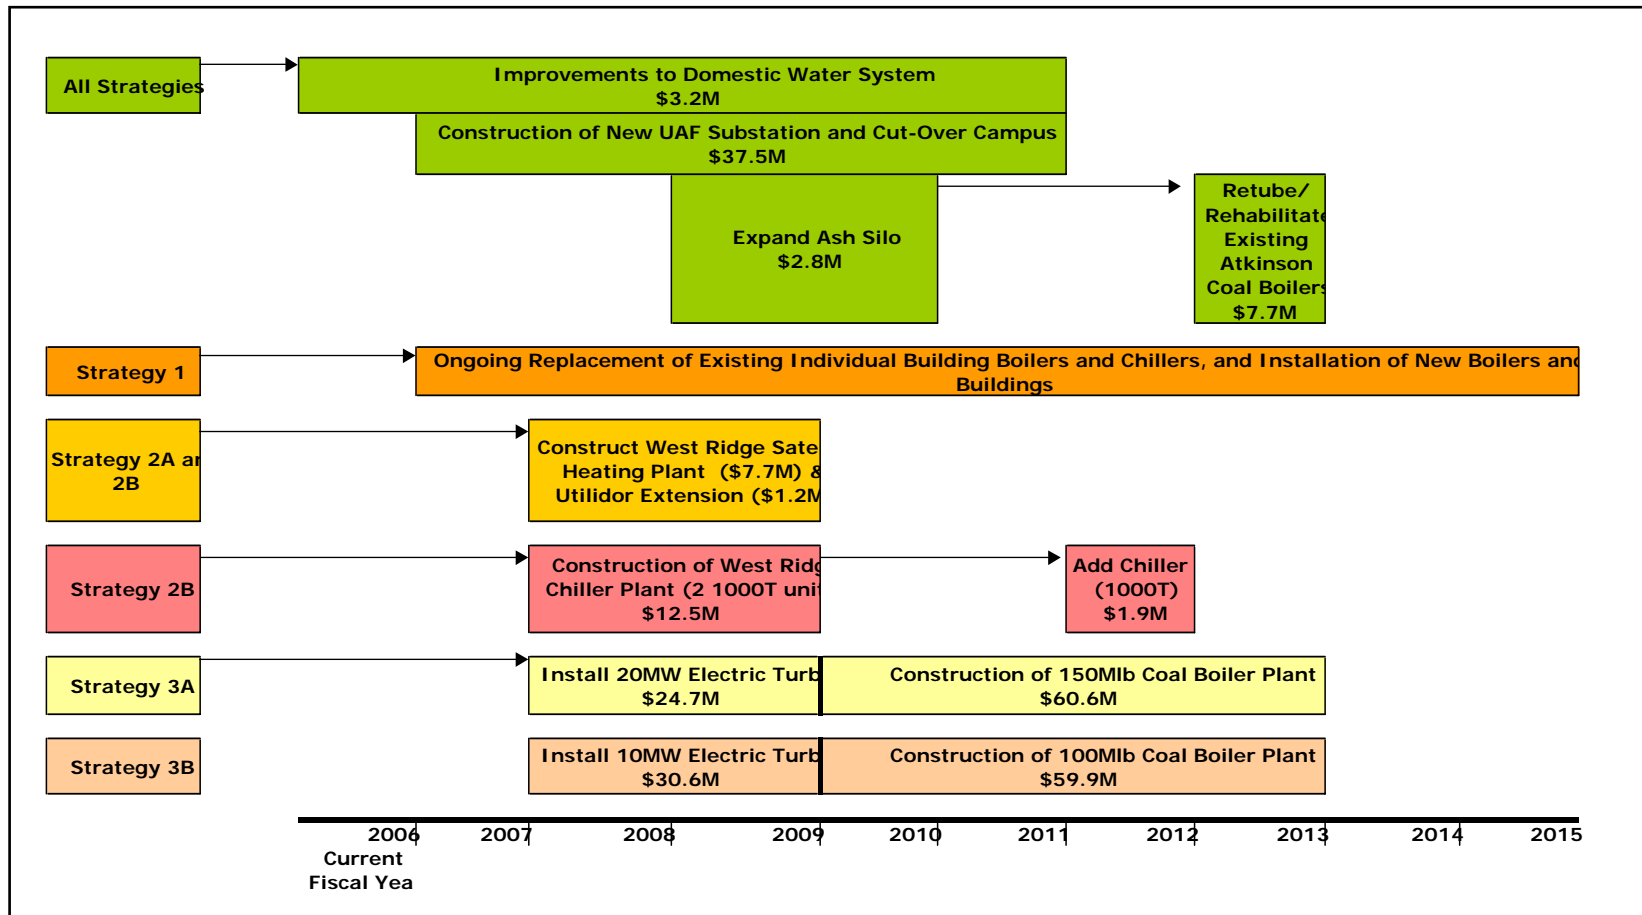 All Strategies
Improvements to Domestic Water System
$3.2M
Construction of New UAF Substation and Cut-Over Campus
$37.5M
Expand Ash Silo
$2.8M
Retube/
Rehabilitate
Existing
Atkinson
Coal Boilers
$7.7M
Strategy 1
Ongoing Replacement of Existing Individual Building Boilers and Chillers, and Installation of New Boilers and
Buildings
Strategy 2A ar
2B
Construct West Ridge Sate
Heating Plant ($7.7M) &
Utilidor Extension ($1.2M
Strategy 2B
Construction of West Ridg
Chiller Plant (2 1000T unit
$12.5M
Add Chiller
(1000T)
$1.9M
Strategy 3A
Install 20MW Electric Turb
$24.7M
Construction of 150Mlb Coal Boiler Plant
$60.6M
Strategy 3B
Install 10MW Electric Turb
$30.6M
Construction of 100Mlb Coal Boiler Plant
$59.9M
2006 2007 2008 2009 2010 2011 2012 2013 2014 2015
Current
Fiscal Yea